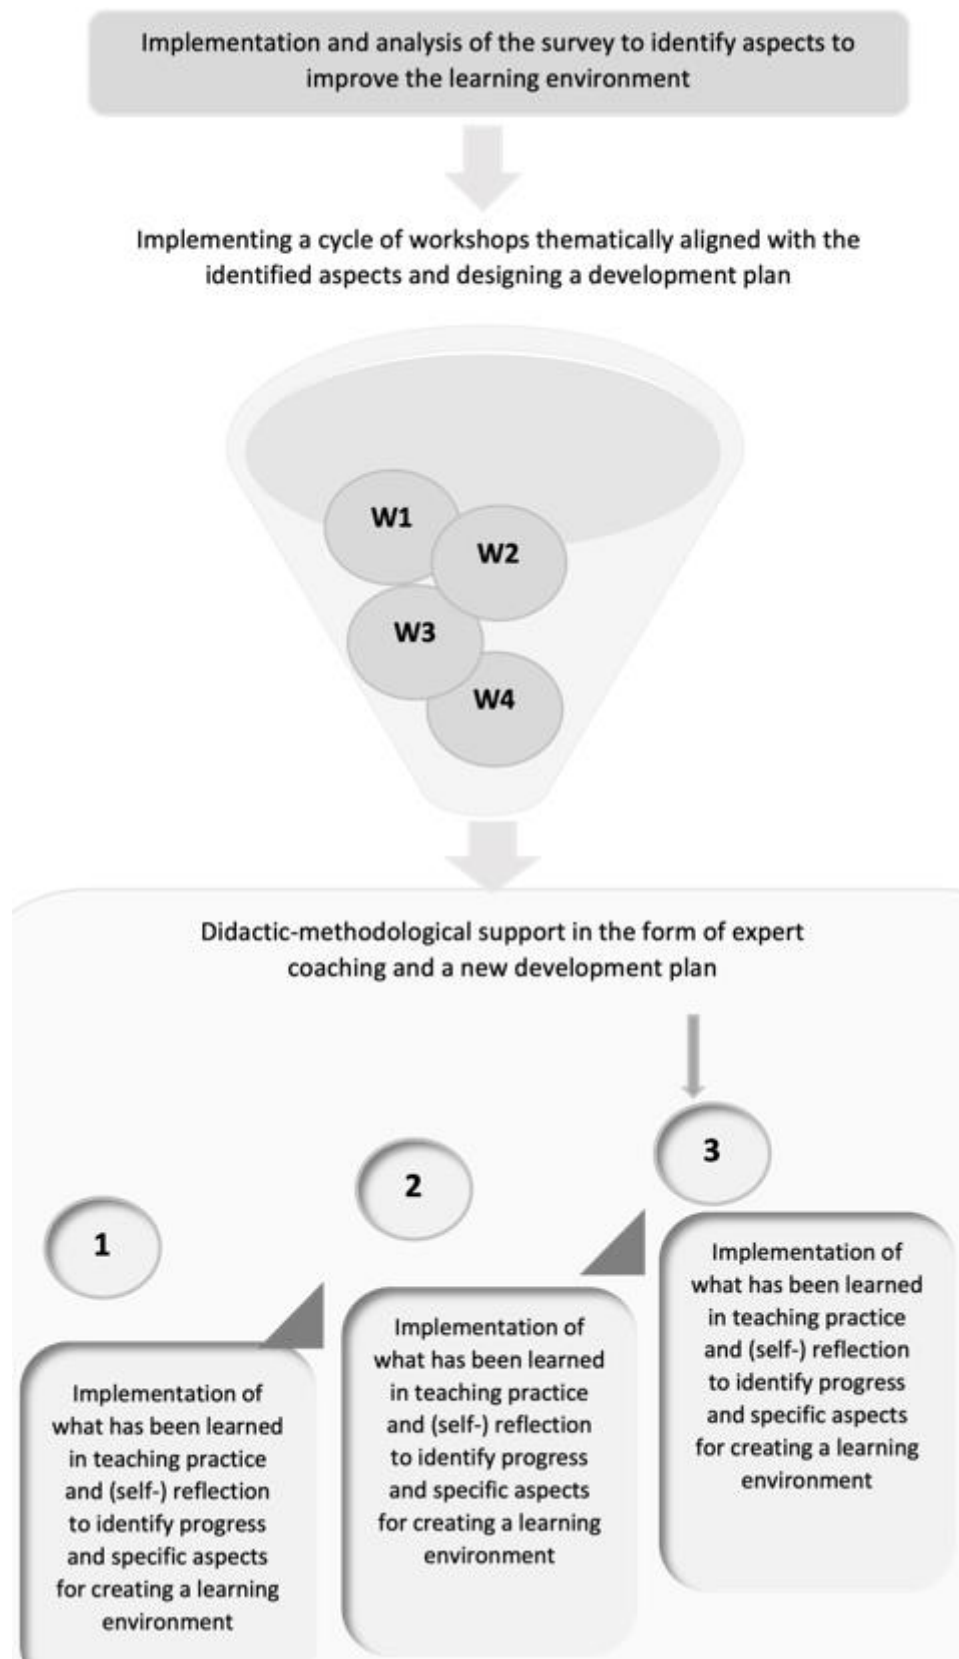 Implementation and analysis of the survey to identify aspects to
improve the learning environment
Implementing a cycle of workshops thematically aligned with the
identified aspects and designing a development plan
W1
W2
W3
W4
Didactic-methodological support in the form of expert
coaching and a new development plan
1
Implementation of
what has been learned
in teaching practice
and (self-) reflection
to identify progress
and specific aspects
for creating a learning
environment
2
Implementation of
what has been learned
in teaching practice
and (self-) reflection
to identify progress
and specific aspects
for creating a learning
environment
3
Implementation of
what has been learned
in teaching practice
and (self-) reflection
to identify progress
and specific aspects
for creating a learning
environment